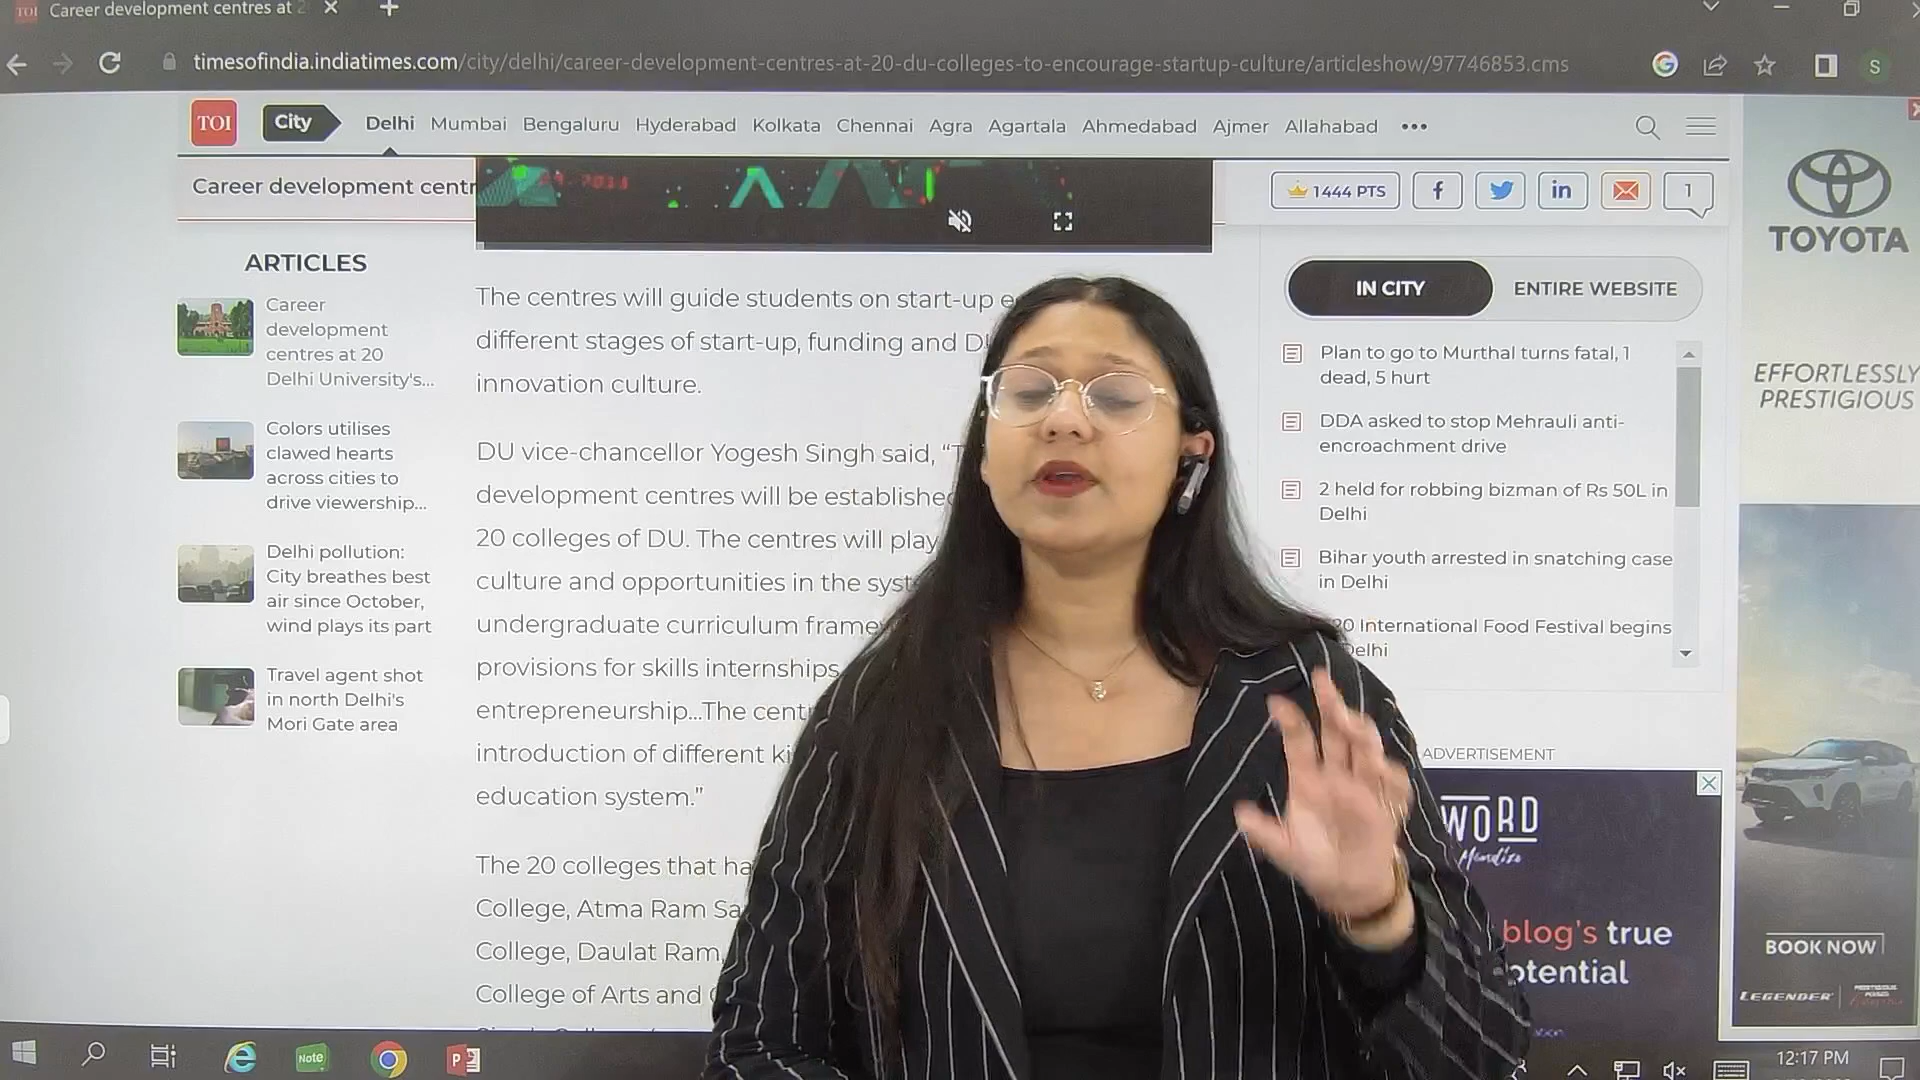 TOI Career development centres at 2
timesofindia.indiatimes.com/city/delhi/career-development-centres-at-20-du-colleges-to-encourage-startup-culture/articleshow/97746853.cms
S
TOI City Delhi Mumbai Bengaluru Hyderabad Kolkata Chennai Agra Agartala Ahmedabad Ajmer Allahabad •••
Career development centr
1444 PTS f in 1
ARTICLES
Career
development
centres at 20
Delhi University's...
Colors utilises
clawed hearts
across cities to
drive viewership...
Delhi pollution:
City breathes best
air since October,
wind plays its part
Travel agent shot
in north Delhi's
Mori Gate area
The centres will guide students on start-up e
different stages of start-up, funding and D
innovation culture.
DU vice-chancellor Yogesh Singh said, “T
development centres will be established
20 colleges of DU. The centres will play
culture and opportunities in the syst
undergraduate curriculum frame
provisions for skills internships
entrepreneurship...The cent
introduction of different ki
education system.”
The 20 colleges that ha
College, Atma Ram Sa
College, Daulat Ram,
College of Arts and
IN CITY ENTIRE WEBSITE
Plan to go to Murthal turns fatal, 1
dead, 5 hurt
DDA asked to stop Mehrauli anti-
encroachment drive
2 held for robbing bizman of Rs 50L in
Delhi
Bihar youth arrested in snatching case
in Delhi
20 International Food Festival begins
Delhi
ADVERTISEMENT
WORD
blog's true
otential
TOYOTA
EFFORTLESSLY
PRESTIGIOUS
BOOK NOW
LEGENDER
Note
12:17 PM